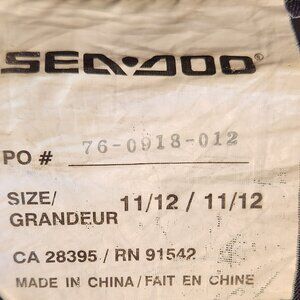 SEA-DOO®
PO # 76-0918-012
SIZE/
GRANDEUR 11/12 / 11/12
CA 28395 / RN 91542
MADE IN CHINA/FAIT EN CHINE